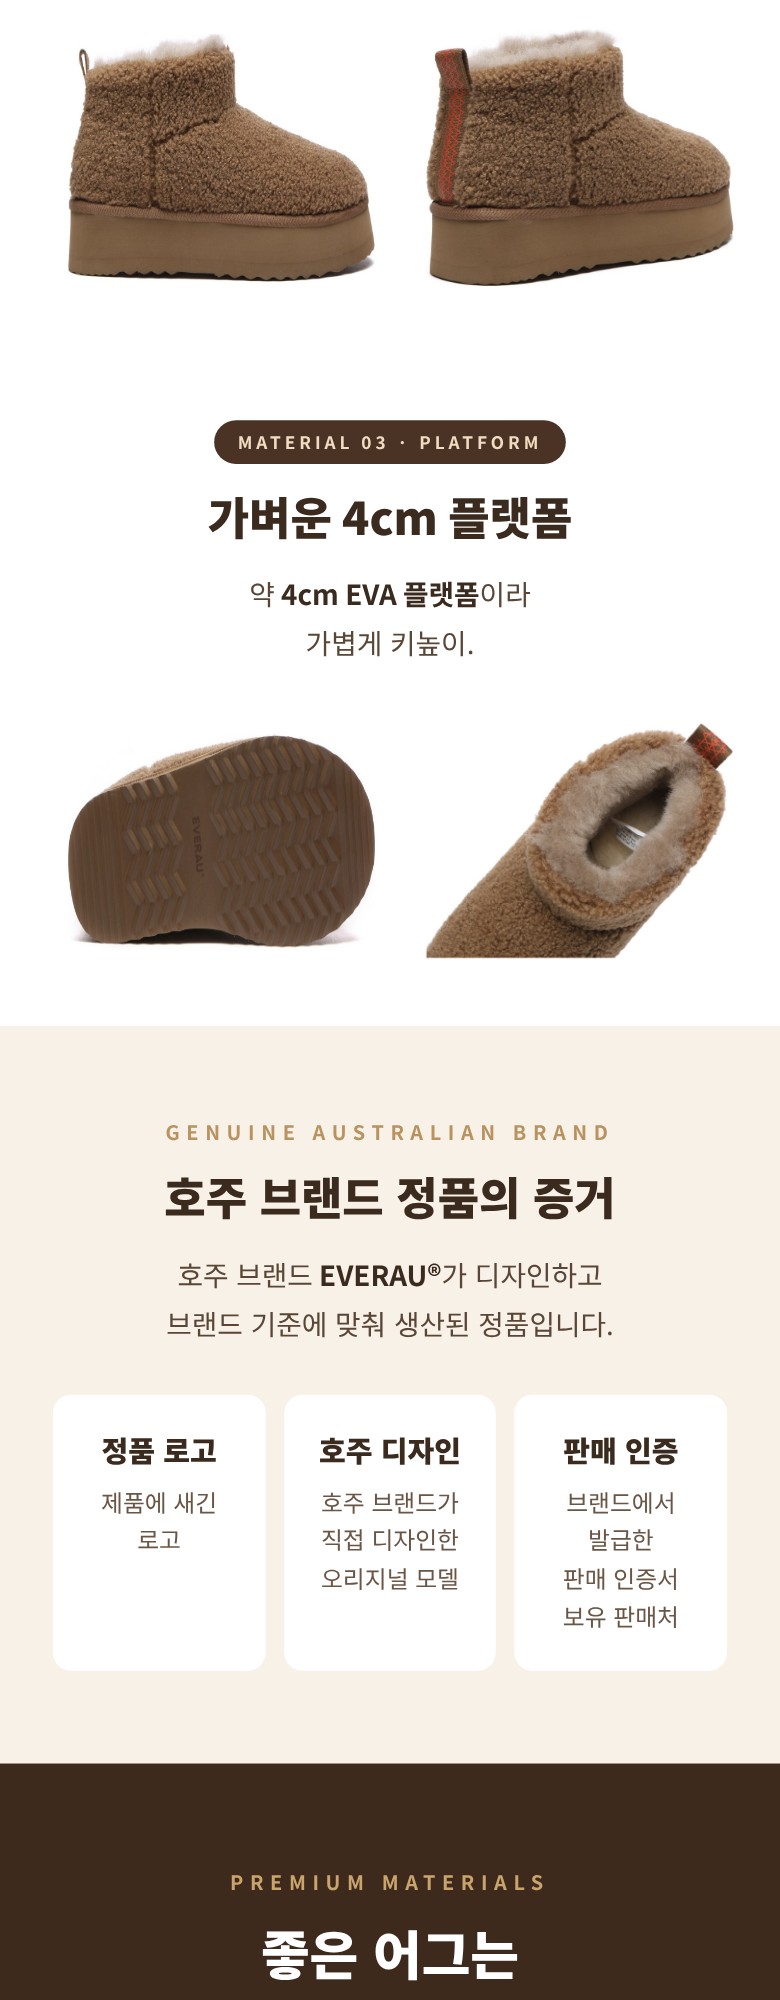 MATERIAL 03 · PLATFORM
가벼운 4cm 플랫폼
약 4cm EVA 플랫폼이라
가볍게 키높이.
EVERAU
GENUINE AUSTRALIAN BRAND
호주 브랜드 정품의 증거
호주 브랜드 EVERAU®가 디자인하고
브랜드 기준에 맞춰 생산된 정품입니다.
정품 로고
제품에 새긴
로고
호주 디자인
호주 브랜드가
직접 디자인한
오리지널 모델
판매 인증
브랜드에서
발급한
판매 인증서
보유 판매처
PREMIUM MATERIALS
좋은 어그는